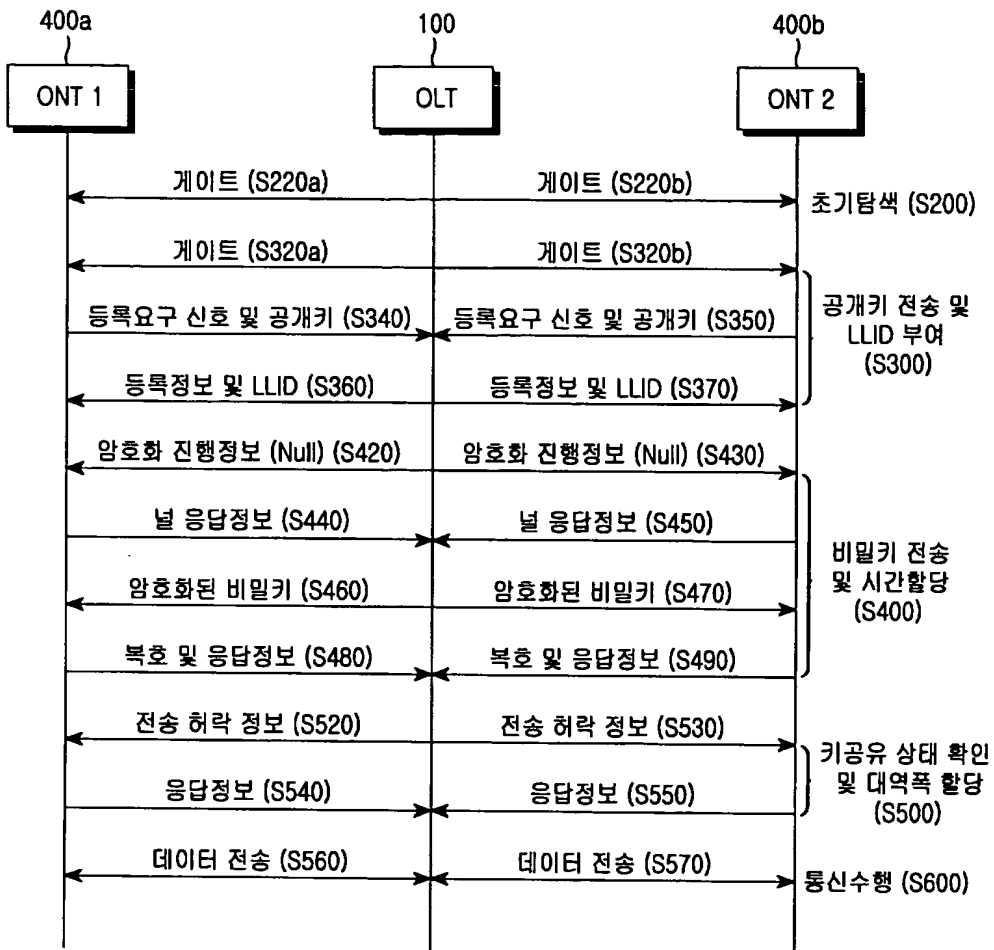 400a
100
400b
ONT 1
OLT
ONT 2
게이트 (S220a)
게이트 (S220b)
초기탐색 (S200)
게이트 (S320a)
게이트 (S320b)
등록요구 신호 및 공개키 (S340)
등록요구 신호 및 공개키 (S350)
공개키 전송 및
LLID 부여
(S300)
등록정보 및 LLID (S360)
등록정보 및 LLID (S370)
암호화 진행정보 (Null) (S420)
암호화 진행정보 (Null) (S430)
널 응답정보 (S440)
널 응답정보 (S450)
비밀키 전송
및 시간할당
(S400)
암호화된 비밀키 (S460)
암호화된 비밀키 (S470)
복호 및 응답정보 (S480)
복호 및 응답정보 (S490)
전송 허락 정보 (S520)
전송 허락 정보 (S530)
키공유 상태 확인
및 대역폭 할당
(S500)
응답정보 (S540)
응답정보 (S550)
데이터 전송 (S560)
데이터 전송 (S570)
통신수행 (S600)